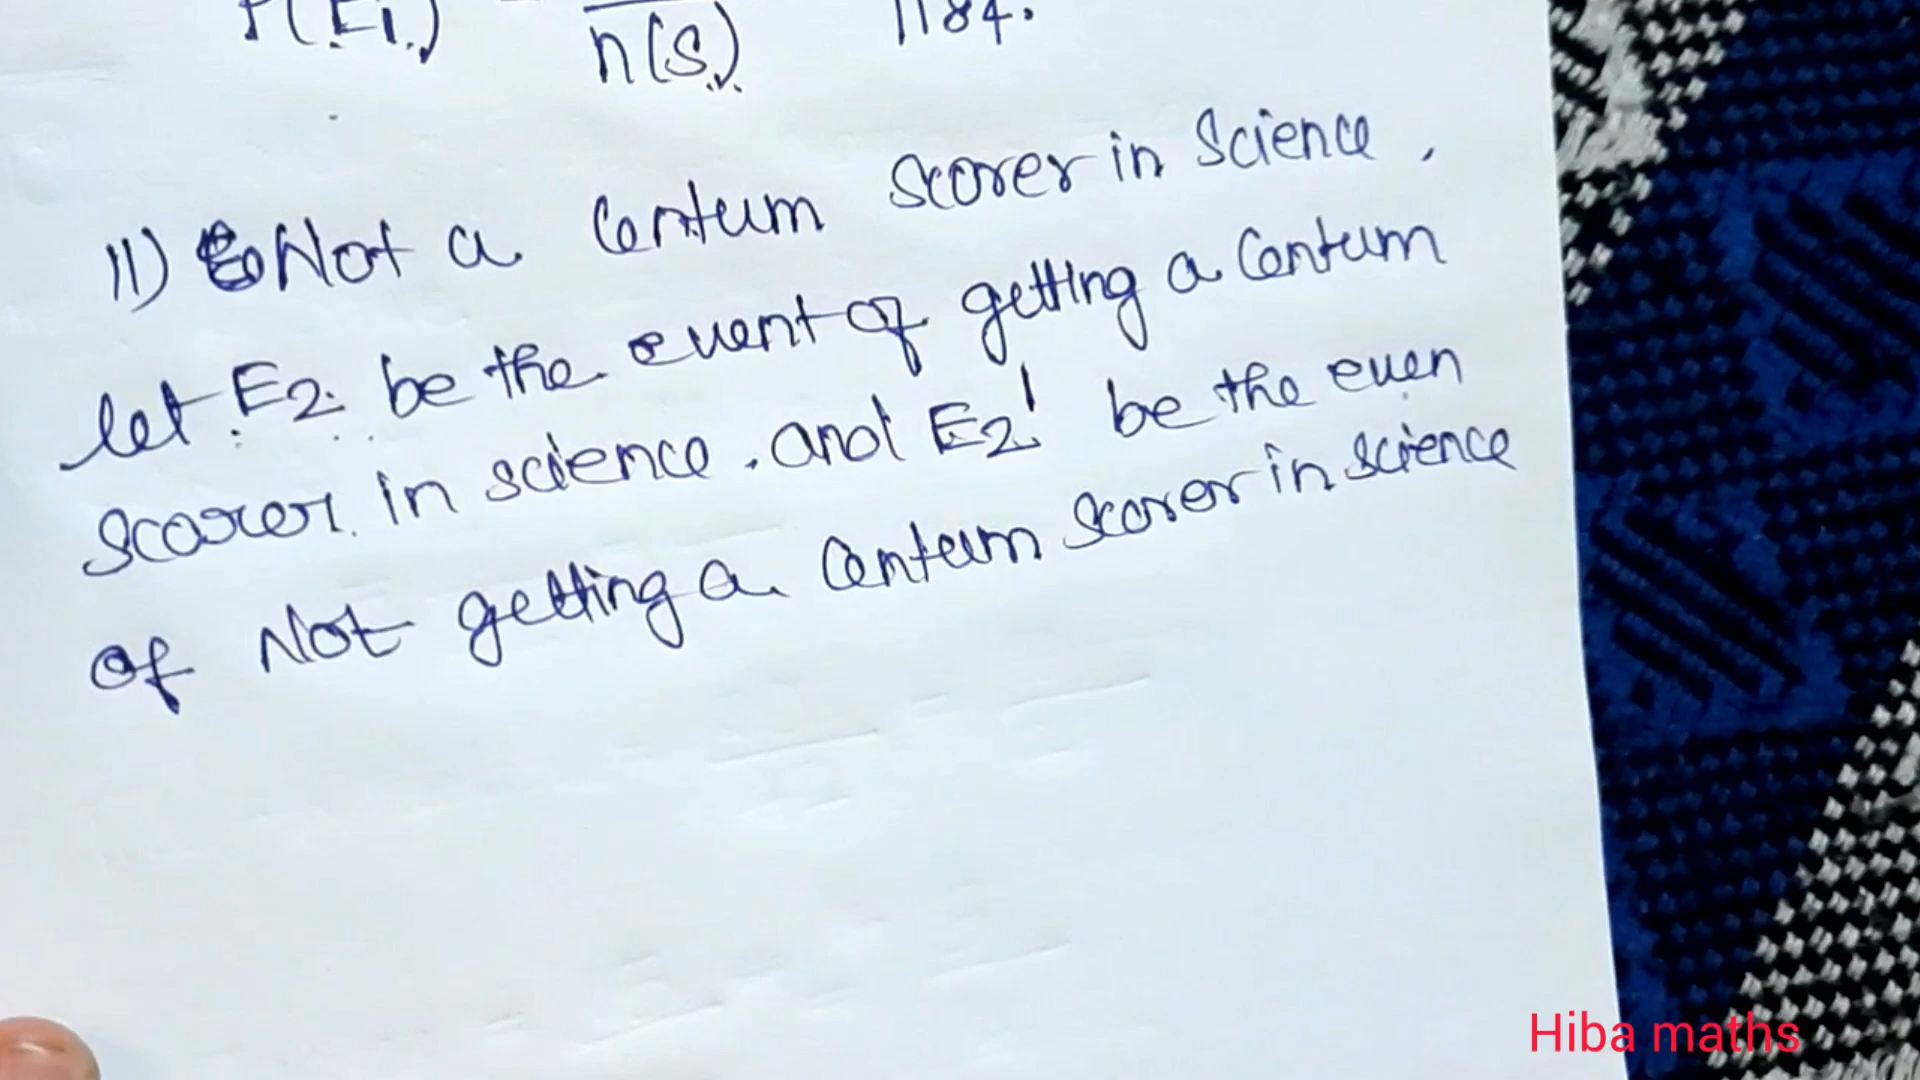 P(E1)
n(S)
1184.
11) Not a Centum Scorer in Science.
let E2 be the event of getting a Centum
Scorer in science. and E2' be the even
of Not getting a Centum Scorer in science
Hiba maths